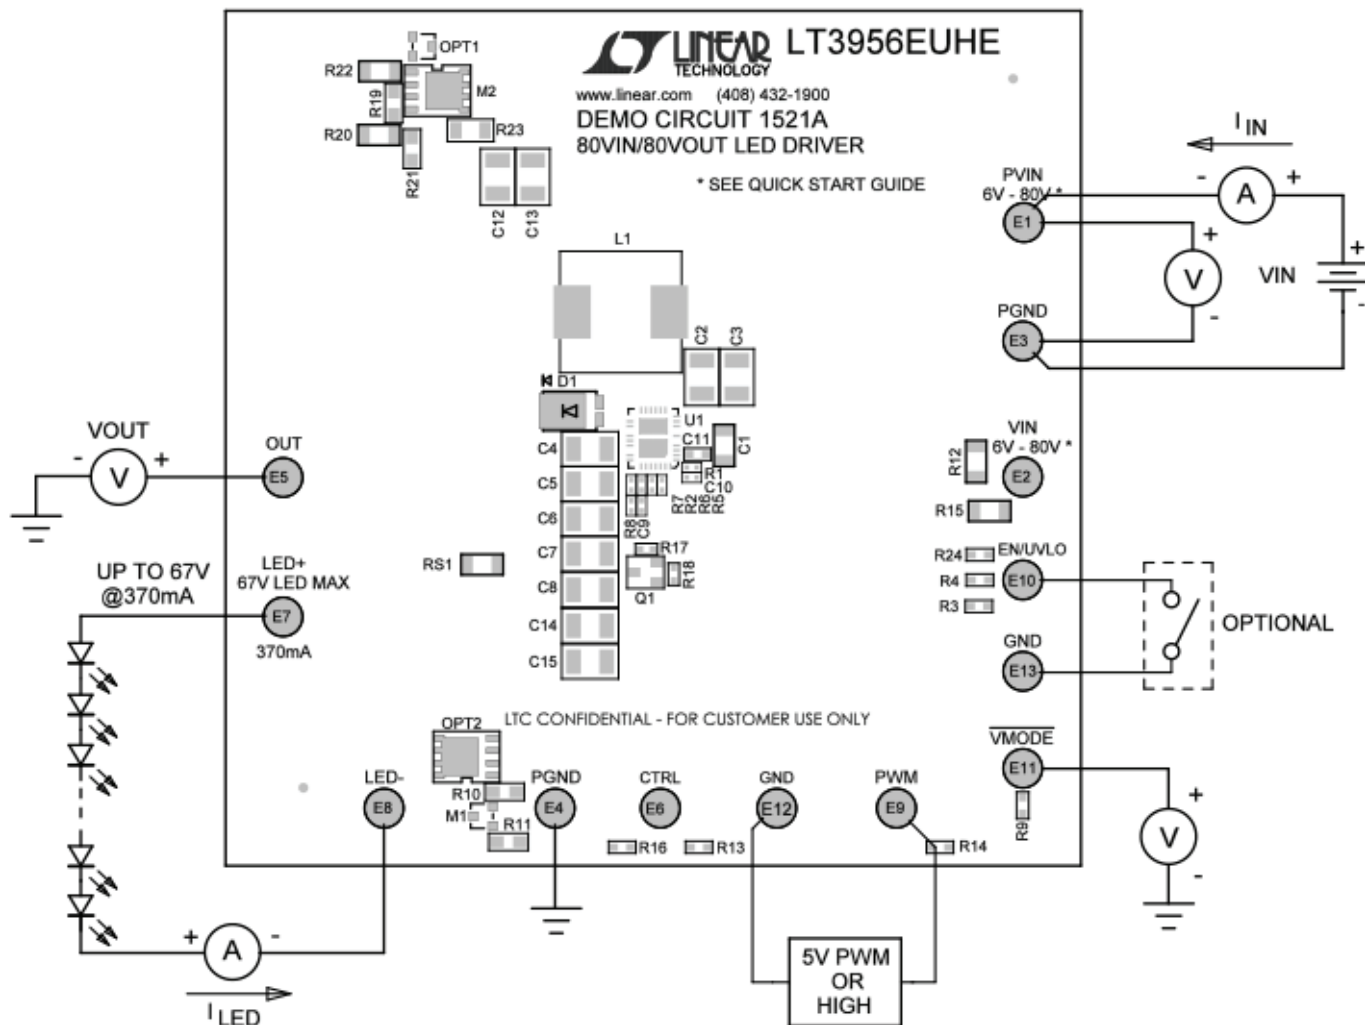 LINEAR
TECHNOLOGY
LT3956EUHE
www.linear.com (408) 432-1900
DEMO CIRCUIT 1521A
80VIN/80VOUT LED DRIVER
* SEE QUICK START GUIDE
OPT1
R22
R19
M2
R20
R21
R23
C12
C13
I IN
PVIN
6V - 80V *
- A +
E1
+
V
-
VIN
+
-
PGND
E3
L1
C2
C3
D1
U1
C11
C1
R1
C10
R7
R2
R6
R5
R8
C9
C4
C5
C6
C7
C8
C14
C15
R17
R18
Q1
RS1
VIN
6V - 80V *
E2
R12
R15
VOUT
- V +
OUT
E5
UP TO 67V
@370mA
LED+
67V LED MAX
E7
370mA
R24
R4
R3
EN/UVLO
E10
OPTIONAL
GND
E13
LTC CONFIDENTIAL - FOR CUSTOMER USE ONLY
VMODE
E11
R9
+
V
-
OPT2
R10
M1
R11
LED-
E8
PGND
E4
CTRL
E6
GND
E12
PWM
E9
R16
R13
R14
+ A -
I LED
5V PWM
OR
HIGH